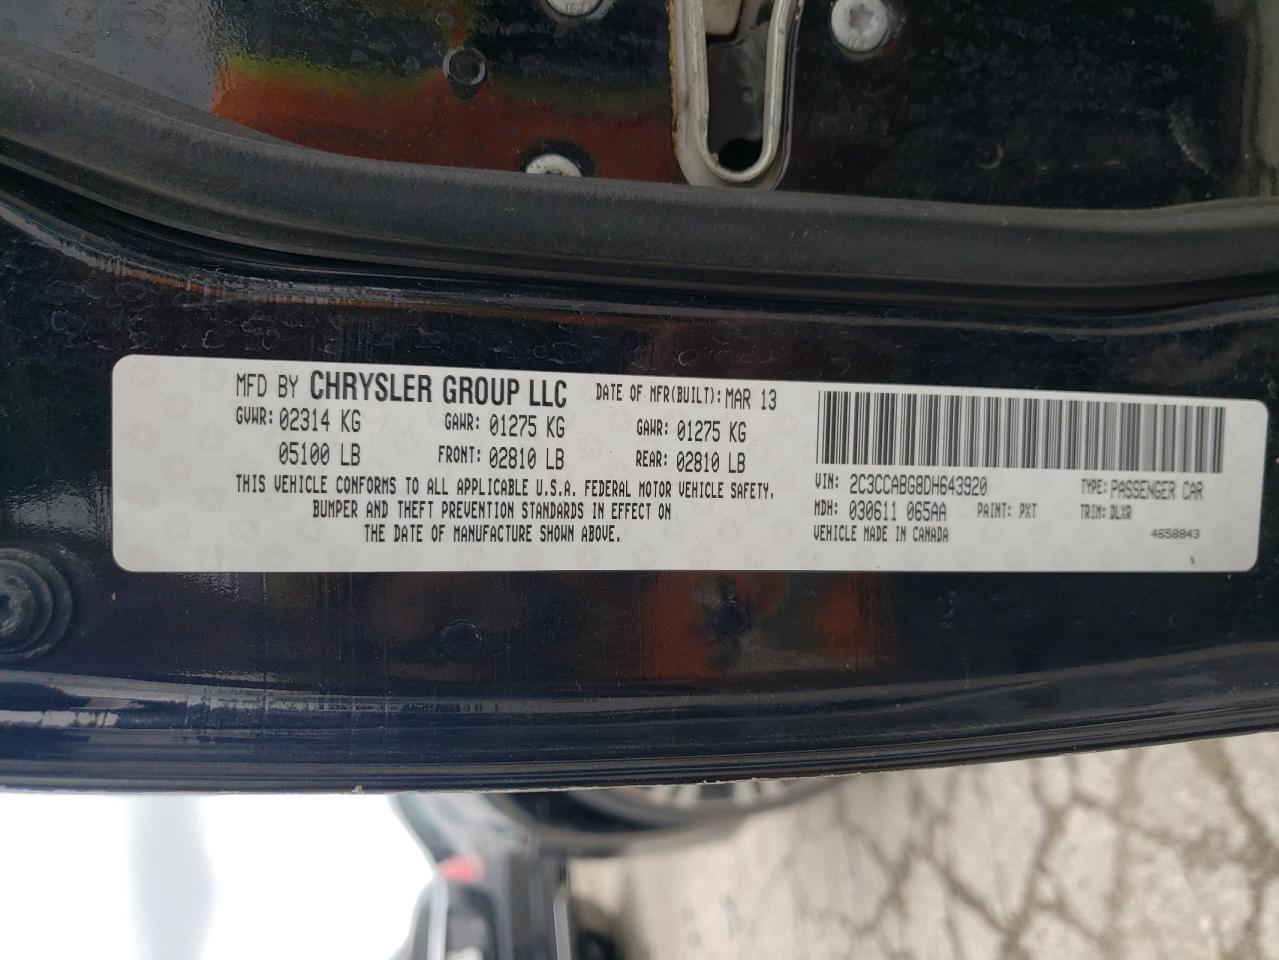 MFD BY CHRYSLER GROUP LLC DATE OF MFR(BUILT): MAR 13
GVWR: 02314 KG GAWR: 01275 KG GAWR: 01275 KG
05100 LB FRONT: 02810 LB REAR: 02810 LB
THIS VEHICLE CONFORMS TO ALL APPLICABLE U.S.A. FEDERAL MOTOR VEHICLE SAFETY,
BUMPER AND THEFT PREVENTION STANDARDS IN EFFECT ON
THE DATE OF MANUFACTURE SHOWN ABOVE.
VIN: 2C3CCABG8DH643920 TYPE: PASSENGER CAR
MDH: 030611 065AA PAINT: PXT TRIM: DLXR
VEHICLE MADE IN CANADA 4658843